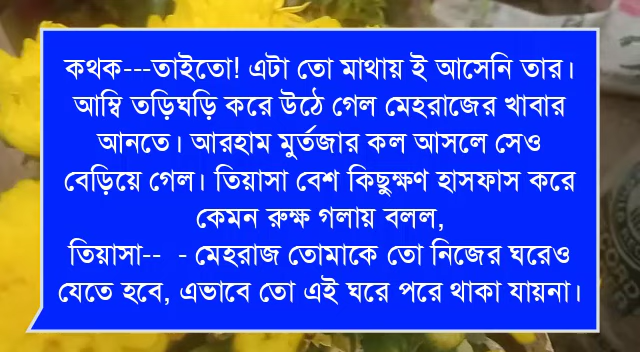 কথক---তাইতো! এটা তো মাথায় ই আসেনি তার।
আম্বি তড়িঘড়ি করে উঠে গেল মেহরাজের খাবার
আনতে। আরহাম মুর্তজার কল আসলে সেও
বেড়িয়ে গেল। তিয়াসা বেশ কিছুক্ষণ হাসফাস করে
কেমন রুক্ষ গলায় বলল,
তিয়াসা-- - মেহরাজ তোমাকে তো নিজের ঘরেও
যেতে হবে, এভাবে তো এই ঘরে পরে থাকা যায়না।